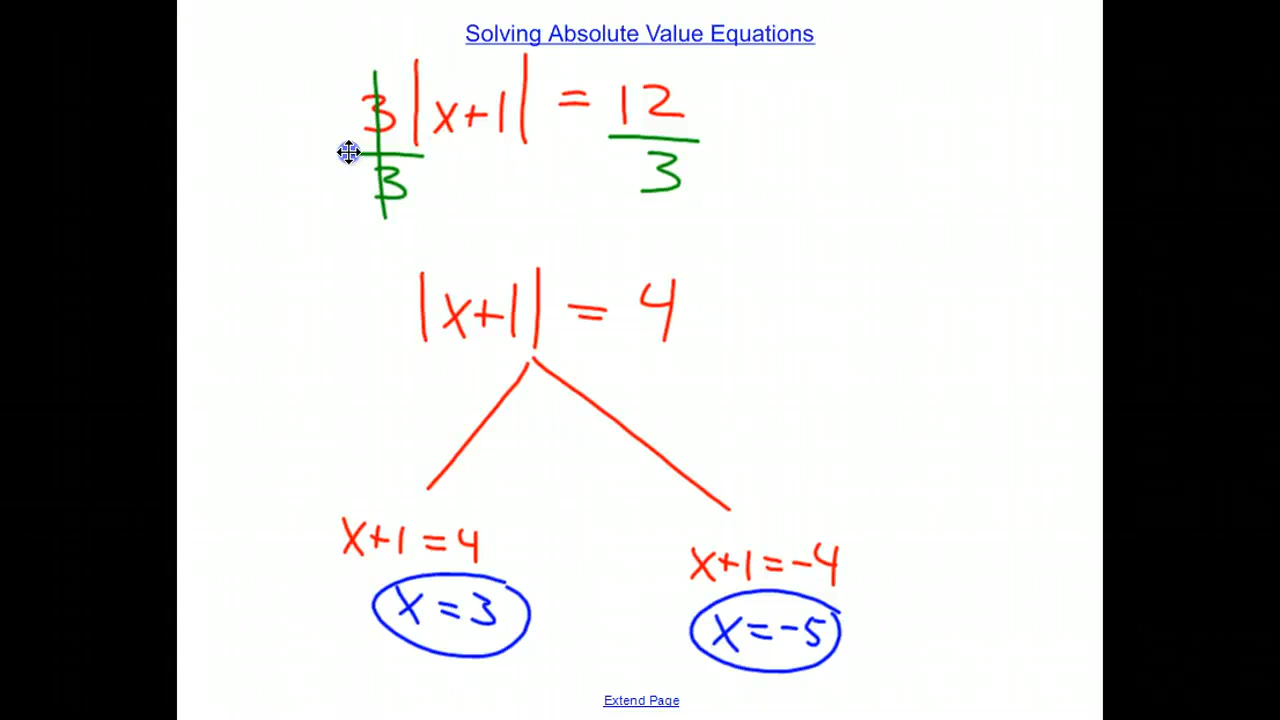 Solving Absolute Value Equations
3|x+1| = 12
3 3
|x+1| = 4
x+1=4 x+1=-4
x=3 x=-5
Extend Page